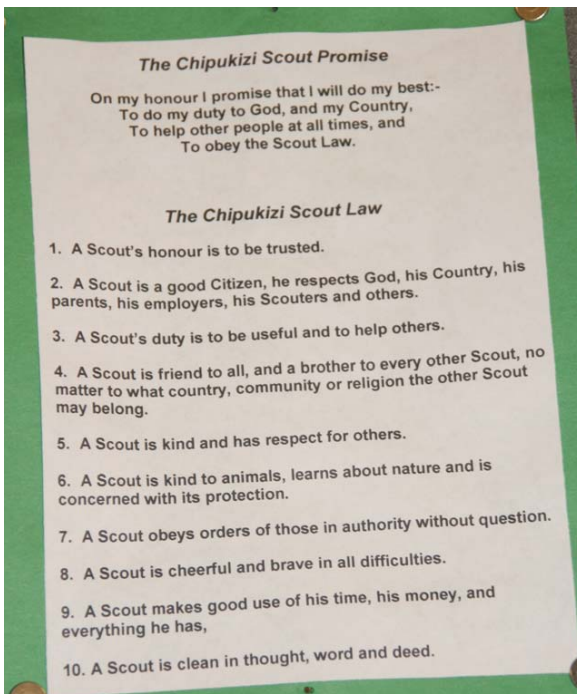 The Chipukizi Scout Promise
On my honour I promise that I will do my best:-
To do my duty to God, and my Country,
To help other people at all times, and
To obey the Scout Law.
The Chipukizi Scout Law
1. A Scout's honour is to be trusted.
2. A Scout is a good Citizen, he respects God, his Country, his
parents, his employers, his Scouters and others.
3. A Scout's duty is to be useful and to help others.
4. A Scout is friend to all, and a brother to every other Scout, no
matter to what country, community or religion the other Scout
may belong.
5. A Scout is kind and has respect for others.
6. A Scout is kind to animals, learns about nature and is
concerned with its protection.
7. A Scout obeys orders of those in authority without question.
8. A Scout is cheerful and brave in all difficulties.
9. A Scout makes good use of his time, his money, and
everything he has,
10. A Scout is clean in thought, word and deed.